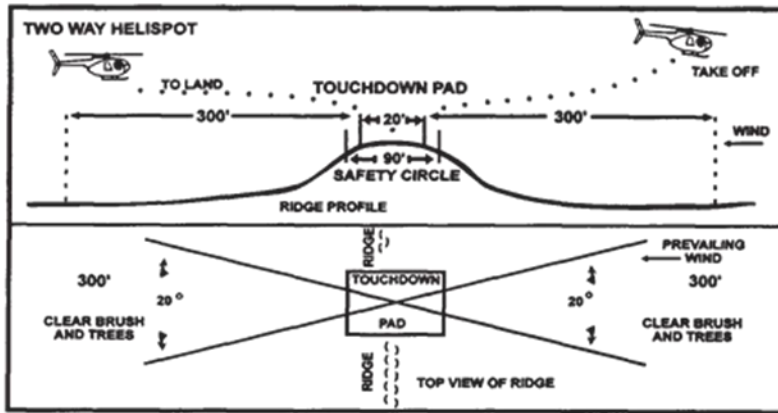 TWO WAY HELISPOT
TO LAND
TOUCHDOWN PAD
TAKE OFF
300'
20'
300'
WIND
90'
SAFETY CIRCLE
RIDGE PROFILE
RIDGE
PREVAILING
WIND
300'
20°
TOUCHDOWN
PAD
20°
300'
CLEAR BRUSH
AND TREES
CLEAR BRUSH
AND TREES
RIDGE
TOP VIEW OF RIDGE